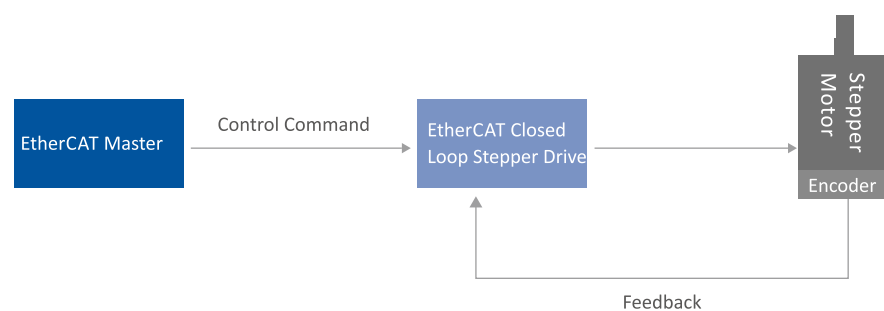 EtherCAT Master
Control Command
EtherCAT Closed
Loop Stepper Drive
Stepper
Motor
Encoder
Feedback